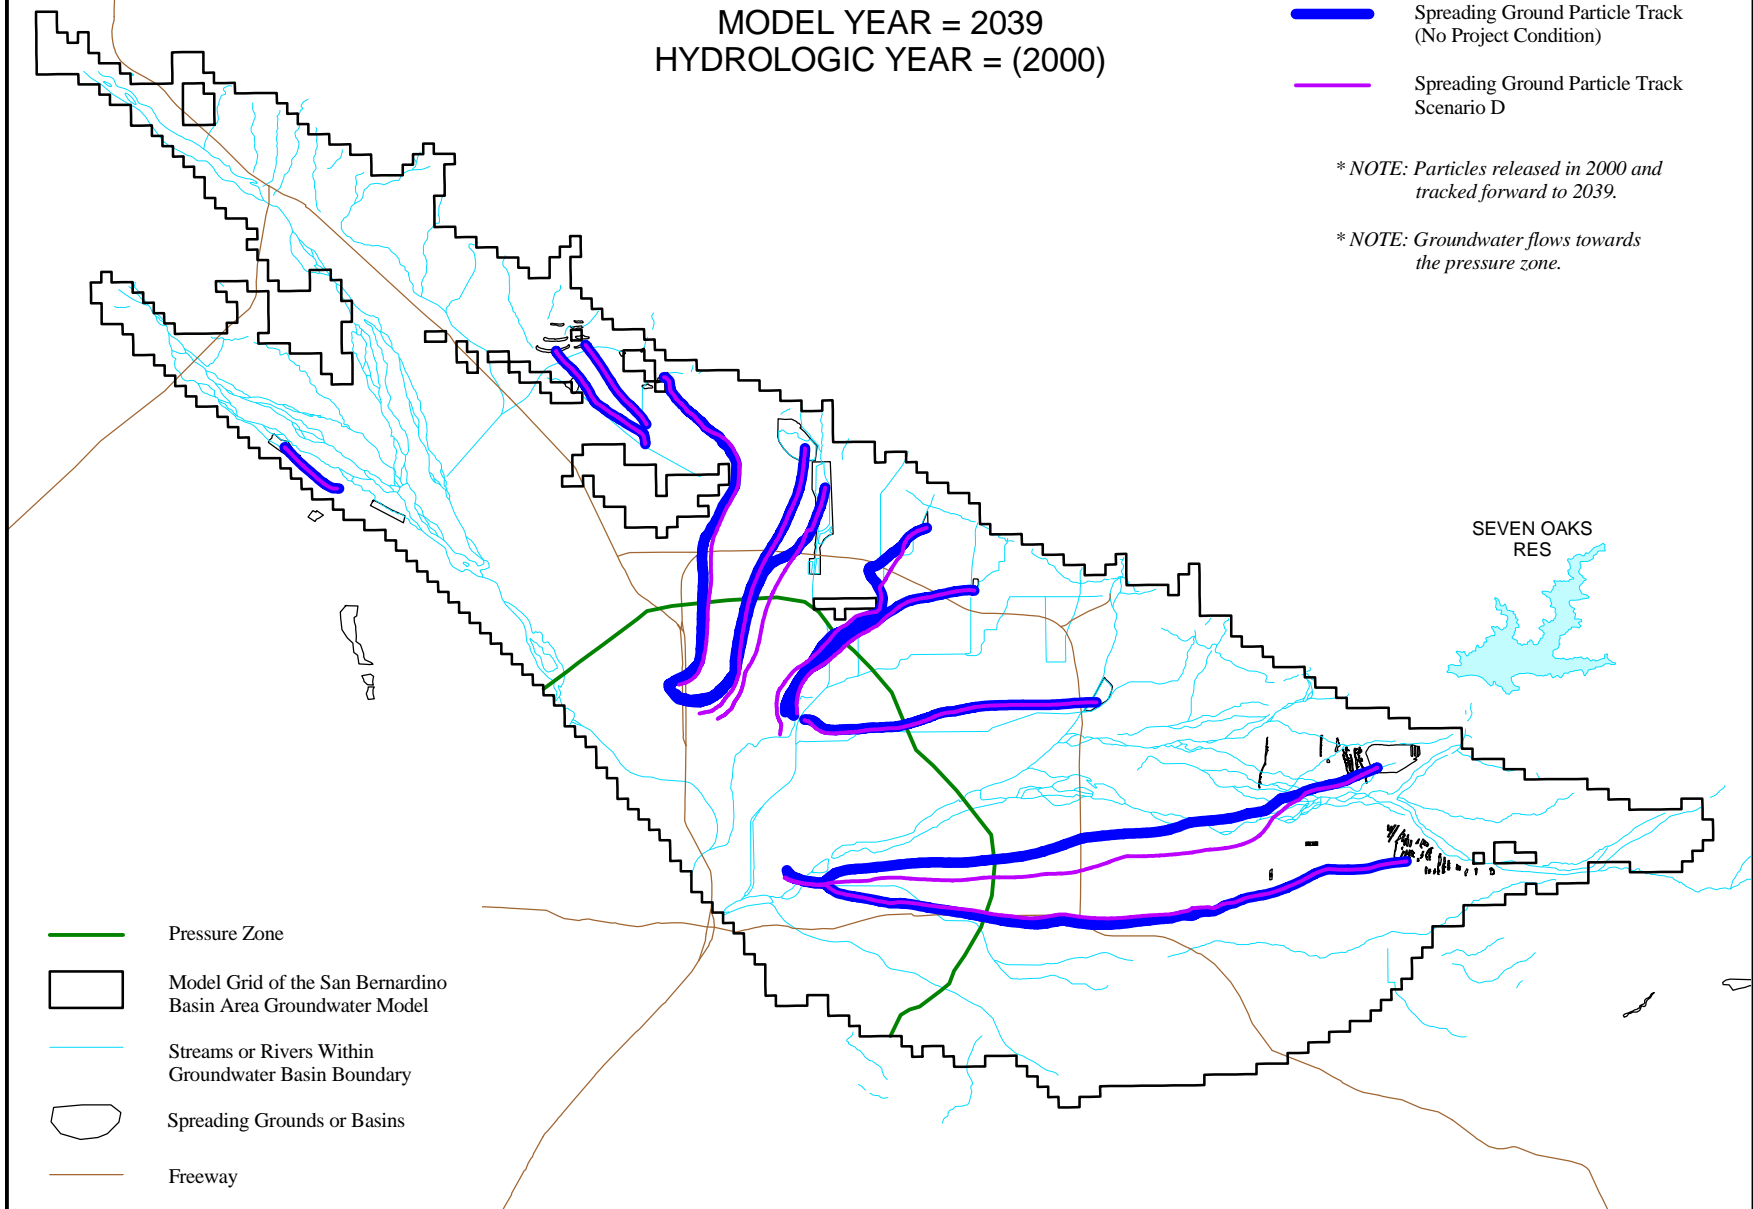 MODEL YEAR = 2039
HYDROLOGIC YEAR = (2000)
Spreading Ground Particle Track
(No Project Condition)
Spreading Ground Particle Track
Scenario D
* NOTE: Particles released in 2000 and
tracked forward to 2039.
* NOTE: Groundwater flows towards
the pressure zone.
SEVEN OAKS
RES
Pressure Zone
Model Grid of the San Bernardino
Basin Area Groundwater Model
Streams or Rivers Within
Groundwater Basin Boundary
Spreading Grounds or Basins
Freeway